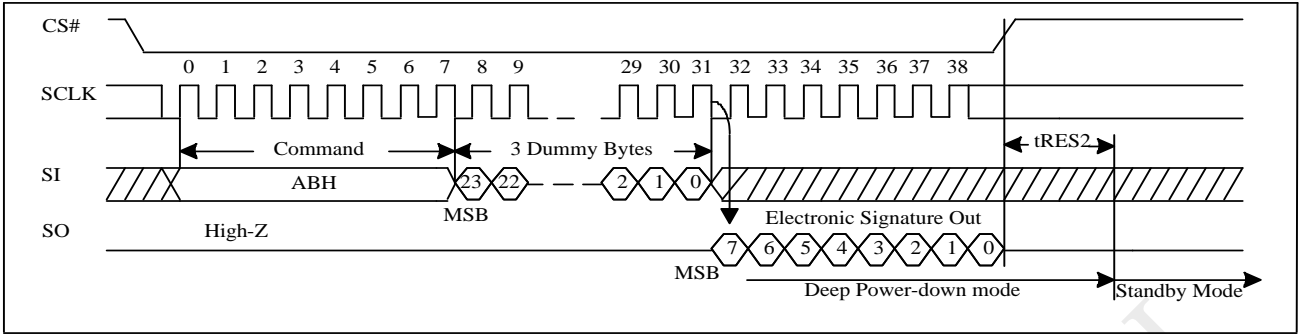 CS#
0 1 2 3 4 5 6 7 8 9 29 30 31 32 33 34 35 36 37 38
SCLK
Command 3 Dummy Bytes tRES2
SI ABH 23 22 2 1 0
MSB
SO High-Z Electronic Signature Out
7 6 5 4 3 2 1 0
MSB
Deep Power-down mode Standby Mode